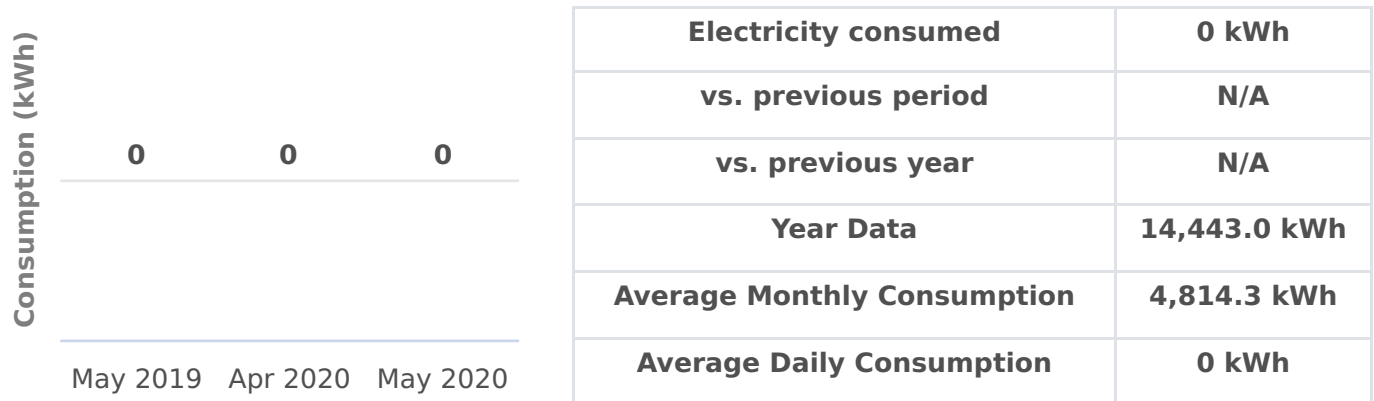 Consumption (kWh)
0 0 0
May 2019 Apr 2020 May 2020
Electricity consumed 0 kWh
vs. previous period N/A
vs. previous year N/A
Year Data 14,443.0 kWh
Average Monthly Consumption 4,814.3 kWh
Average Daily Consumption 0 kWh